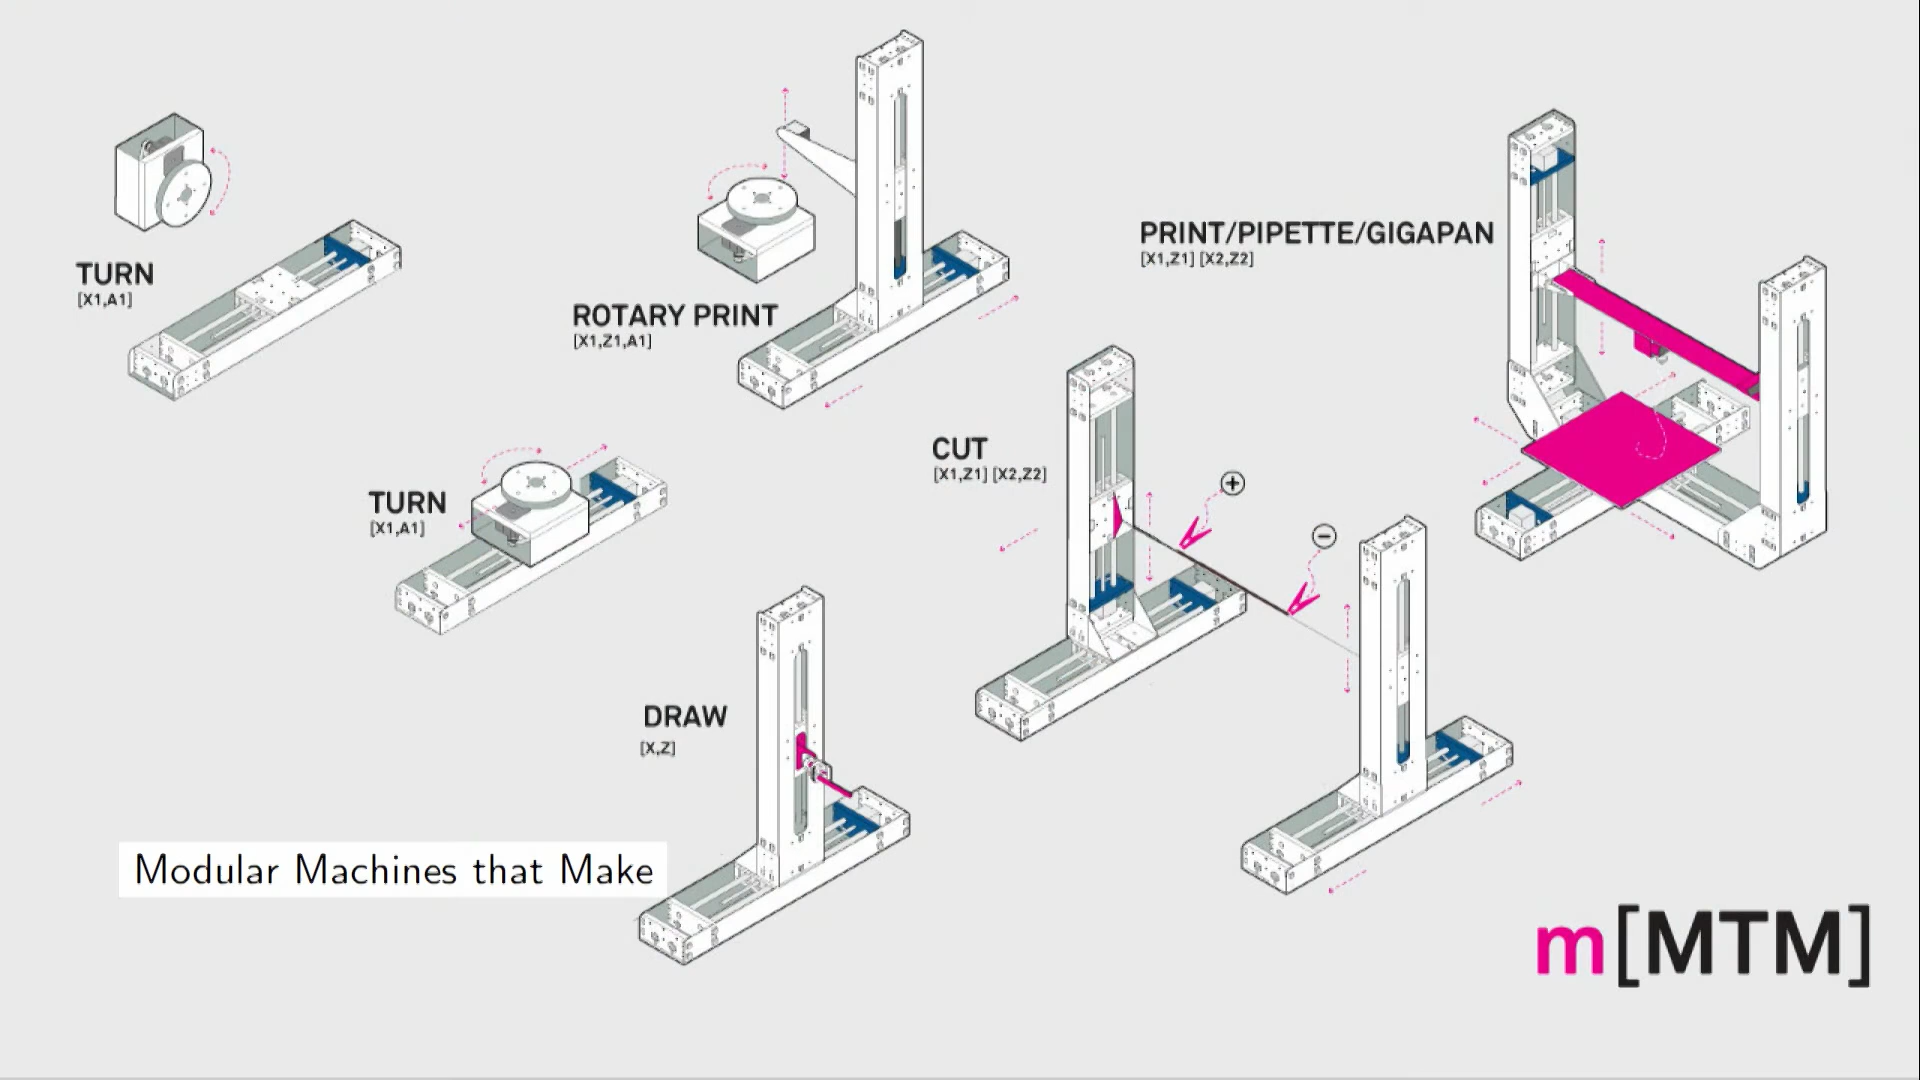 TURN
[X1,A1]
ROTARY PRINT
[X1,Z1,A1]
PRINT/PIPETTE/GIGAPAN
[X1,Z1] [X2,Z2]
TURN
[X1,A1]
CUT
[X1,Z1] [X2,Z2]
+
−
DRAW
[X,Z]
Modular Machines that Make
m[MTM]